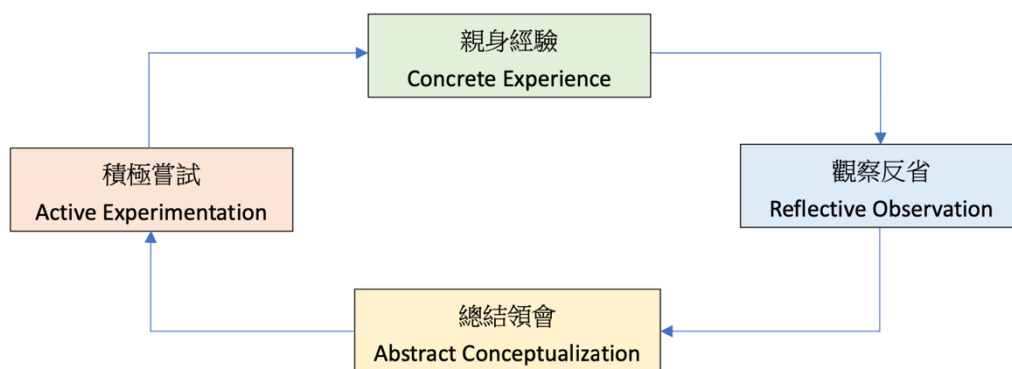 親身經驗
Concrete Experience
積極嘗試
Active Experimentation
觀察反省
Reflective Observation
總結領會
Abstract Conceptualization